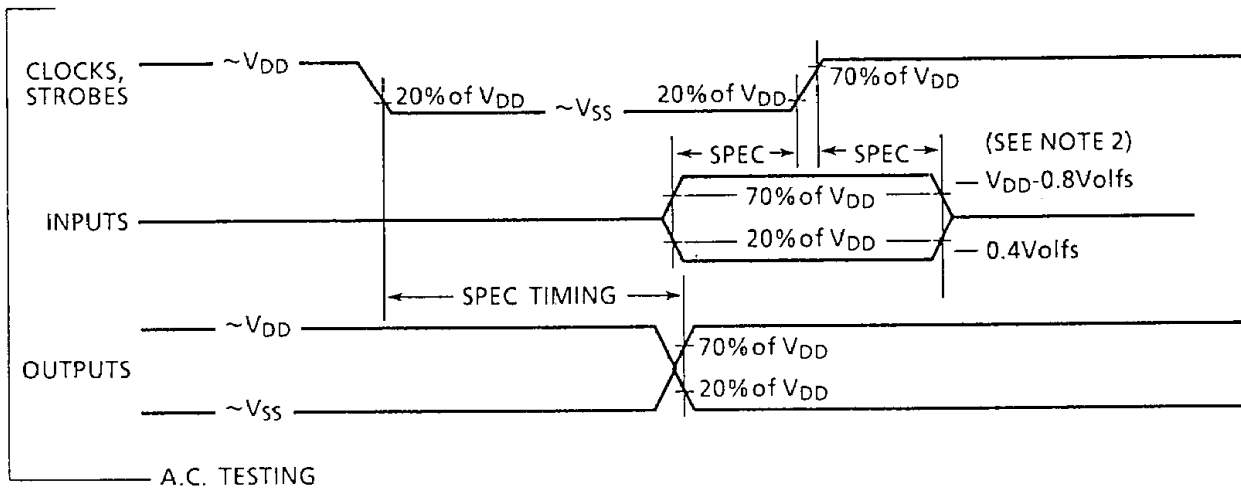 CLOCKS,
STROBES
~VDD
20% of VDD
~VSS
20% of VDD
70% of VDD
SPEC
SPEC
(SEE NOTE 2)
INPUTS
70% of VDD
20% of VDD
VDD-0.8Volfs
0.4Volfs
SPEC TIMING
OUTPUTS
~VDD
70% of VDD
20% of VDD
~VSS
A.C. TESTING